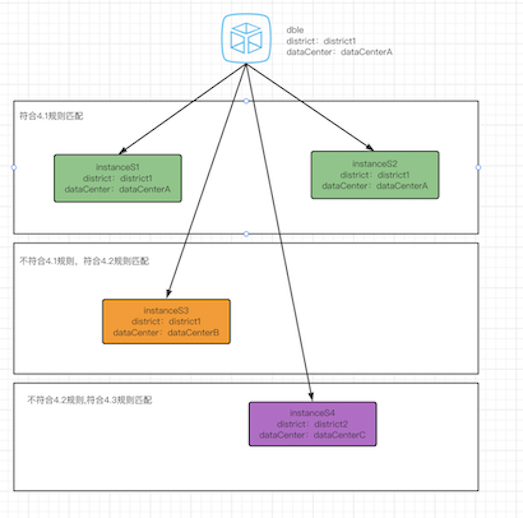 dble
district：district1
dataCenter：dataCenterA
符合4.1规则匹配
instanceS1
district：district1
dataCenter：dataCenterA
instanceS2
district：district1
dataCenter：dataCenterA
不符合4.1规则，符合4.2规则匹配
instanceS3
district：district1
dataCenter：dataCenterB
不符合4.2规则,符合4.3规则匹配
instanceS4
district：district2
dataCenter：dataCenterC